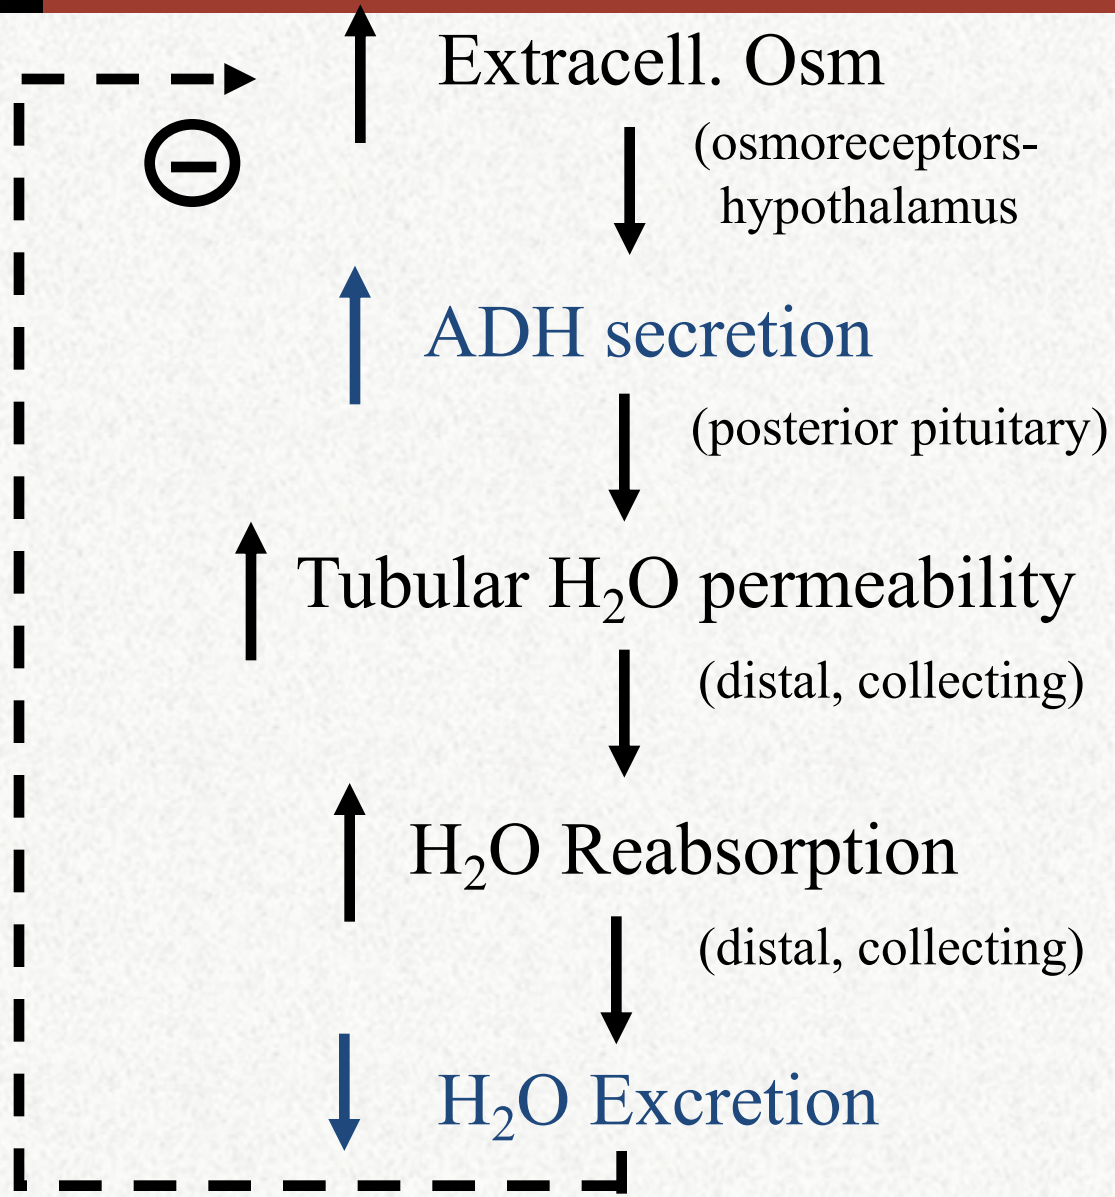 Extracell. Osm
(osmoreceptors-
hypothalamus
ADH secretion
(posterior pituitary)
Tubular H₂O permeability
(distal, collecting)
H₂O Reabsorption
(distal, collecting)
H₂O Excretion